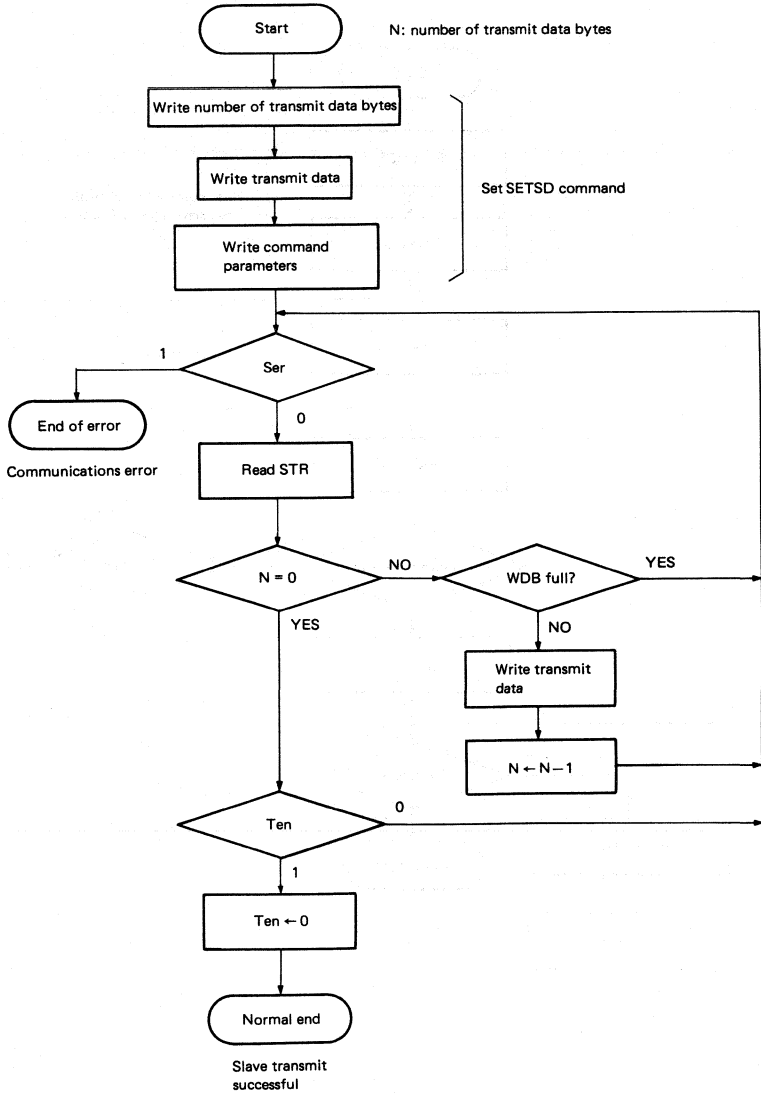 Start
N: number of transmit data bytes
Write number of transmit data bytes
Write transmit data
Set SETSD command
Write command
parameters
1
Ser
0
End of error
Communications error
Read STR
N = 0
NO
WDB full?
YES
YES
NO
Write transmit
data
N ← N − 1
Ten
0
1
Ten ← 0
Normal end
Slave transmit
successful